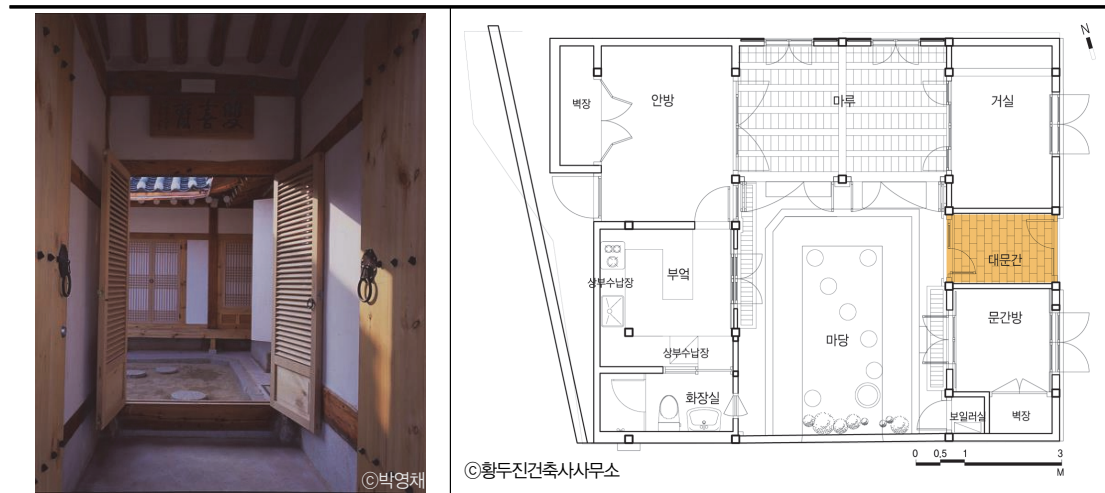 ⓒ박영채
N
벽장
안방
마루
거실
대문간
상부수납장
부엌
마당
문간방
상부수납장
화장실
보일러실
벽장
0 0.5 1 3
M
ⓒ황두진건축사사무소